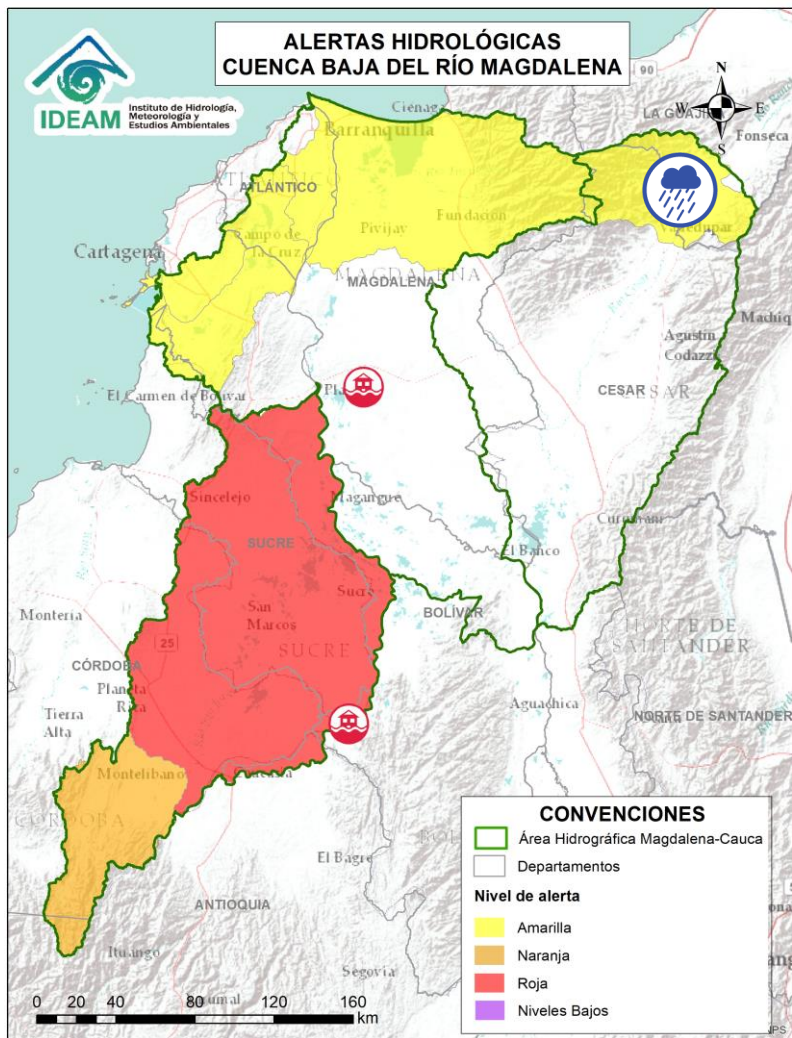 ALERTAS HIDROLÓGICAS
CUENCA BAJA DEL RÍO MAGDALENA
IDEAM
Instituto de Hidrología,
Meteorología y
Estudios Ambientales
90
N
W
E
S
Ciénaga
LA GUAJIRA
Fonseca
Barranquilla
ATLÁNTICO
Pivijay
Fundación
Valledupar
Campo de
la Cruz
Cartagena
MAGDALENA
MAGDALENA
Agustín
Codazzi
El Carmen de Bolívar
CESAR
CESAR
Sincelejo
Magangué
Curumaní
SUCRE
El Banco
Sucre
San
Marcos
BOLÍVAR
NORTE DE
SANTANDER
Montería
SUCRE
25
CÓRDOBA
Planeta
Rica
Aguachica
Tierra
Alta
NORTE DE SANTANDER
Montelíbano
CÓRDOBA
El Bagre
ANTIOQUIA
Ituango
Segovia
CONVENCIONES
Área Hidrográfica Magdalena-Cauca
Departamentos
Nivel de alerta
Amarilla
Naranja
Roja
Niveles Bajos
0 20 40 80 120 160
km